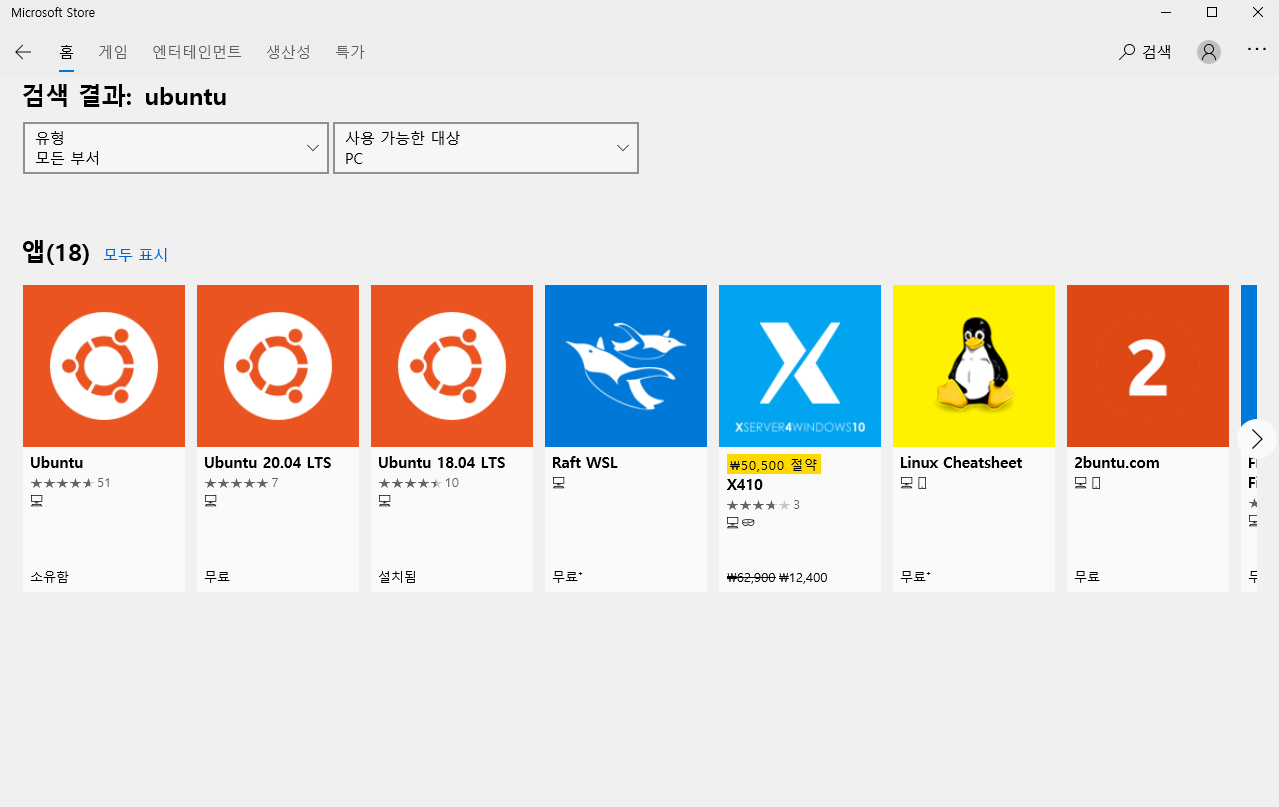 Microsoft Store
홈 게임 엔터테인먼트 생산성 특가 검색
검색 결과: ubuntu
유형
모든 부서
사용 가능한 대상
PC
앱(18) 모두 표시
XSERVER4WINDOWS10
Ubuntu
51
소유함
Ubuntu 20.04 LTS
7
무료
Ubuntu 18.04 LTS
10
설치됨
Raft WSL
무료+
₩50,500 절약
X410
3
₩62,900 ₩12,400
Linux Cheatsheet
무료+
2
2buntu.com
무료